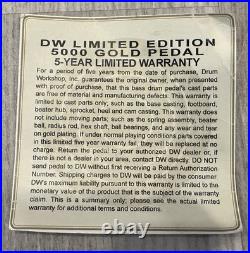 DW LIMITED EDITION
5000 GOLD PEDAL
5-YEAR LIMITED WARRANTY
For a period of five years from the date of purchase, Drum
Workshop, Inc. guarantees the original owner, when presented
with proof of purchase, that this bass drum pedal's cast parts
are free of material and manufacturing defects. This warranty is
limited to cast parts only; such as the base casting, footboard,
beater hub, sprocket, heel and cam casting. This warranty does
not include moving parts; such as the spring assembly, beater
ball, radius rod, hex shaft, ball bearings, and any wear and tear
on gold plating. If under normal playing conditions parts covered
in this limited five year warranty fail, they will be replaced at no
charge. Return the pedal to your authorized DW dealer or, if
there is not a dealer in your area, contact DW directly. DO NOT
send pedal to DW without first receiving a Return Authorization
Number. Shipping charges to DW will be paid by the consumer.
DW's maximum liability pursuant to this warranty is limited to the
monetary value of the part that is the subject of the warranty
claim. This is a summary only; please see the actual limited
warranty for additional terms and conditions.